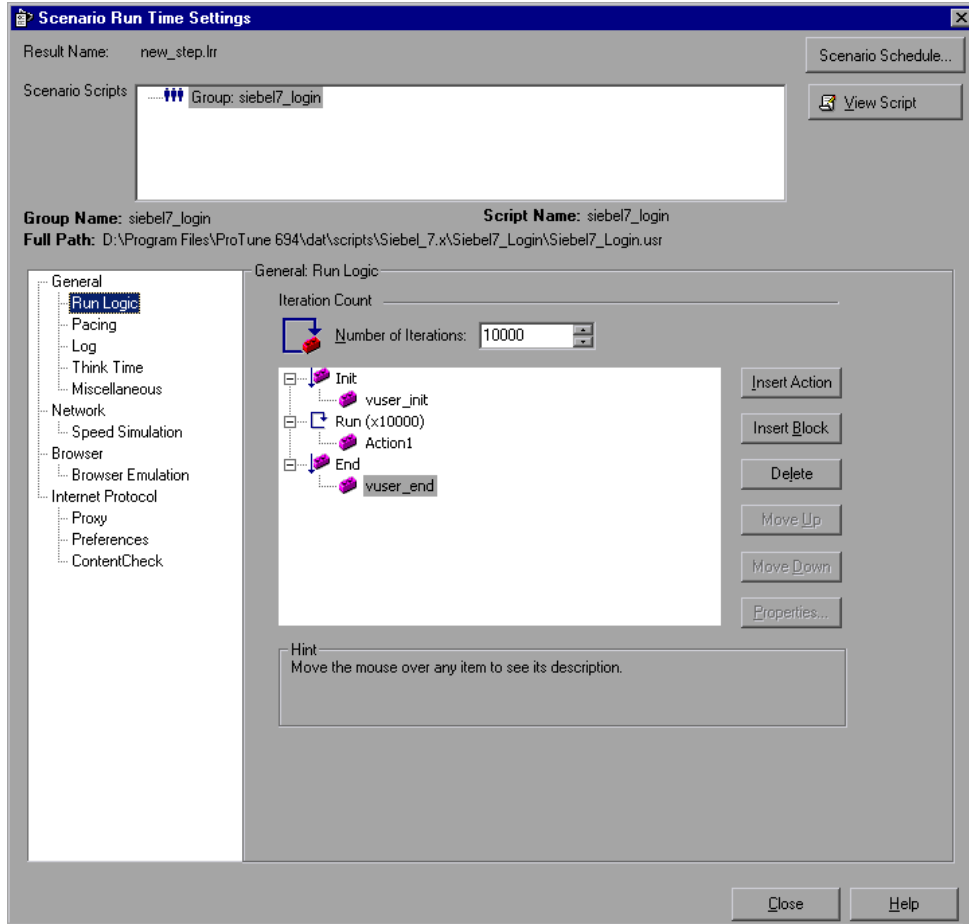 Scenario Run Time Settings
Result Name: new_step.lrr
Scenario Schedule...
Scenario Scripts
Group: siebel7_login
View Script
Group Name: siebel7_login Script Name: siebel7_login
Full Path: D:\Program Files\ProTune 694\dat\scripts\Siebel_7.x\Siebel7_Login\Siebel7_Login.usr
General
Run Logic
Pacing
Log
Think Time
Miscellaneous
Network
Speed Simulation
Browser
Browser Emulation
Internet Protocol
Proxy
Preferences
ContentCheck
General: Run Logic
Iteration Count
Number of Iterations: 10000
Init
vuser_init
Run (x10000)
Action1
End
vuser_end
Insert Action
Insert Block
Delete
Move Up
Move Down
Properties...
Hint
Move the mouse over any item to see its description.
Close
Help